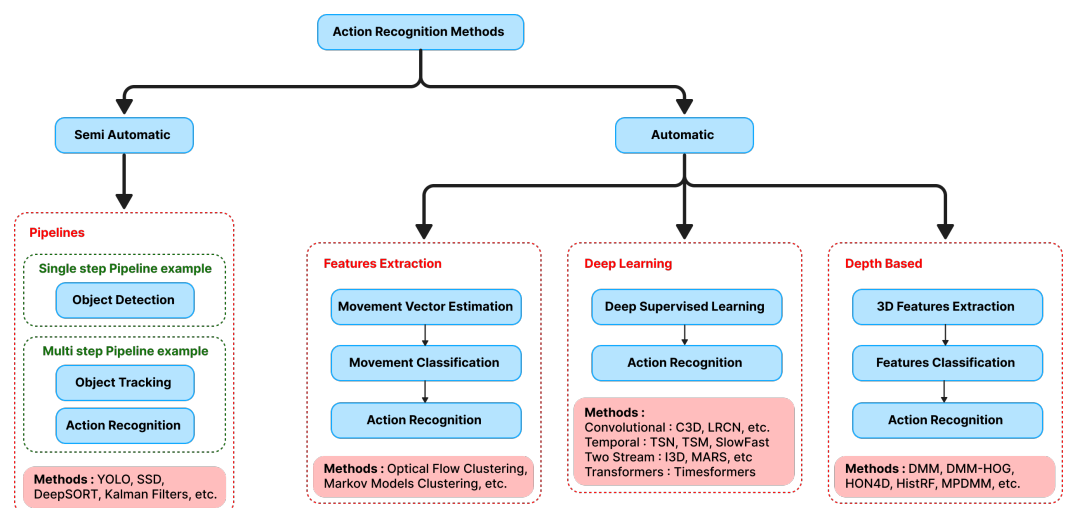 Action Recognition Methods
Semi Automatic
Automatic
Pipelines
Single step Pipeline example
Object Detection
Multi step Pipeline example
Object Tracking
Action Recognition
Methods : YOLO, SSD,
DeepSORT, Kalman Filters, etc.
Features Extraction
Movement Vector Estimation
Movement Classification
Action Recognition
Methods : Optical Flow Clustering,
Markov Models Clustering, etc.
Deep Learning
Deep Supervised Learning
Action Recognition
Methods :
Convolutional : C3D, LRCN, etc.
Temporal : TSN, TSM, SlowFast
Two Stream : I3D, MARS, etc
Transformers : Timesformers
Depth Based
3D Features Extraction
Features Classification
Action Recognition
Methods : DMM, DMM-HOG,
HON4D, HistRF, MPDMM, etc.